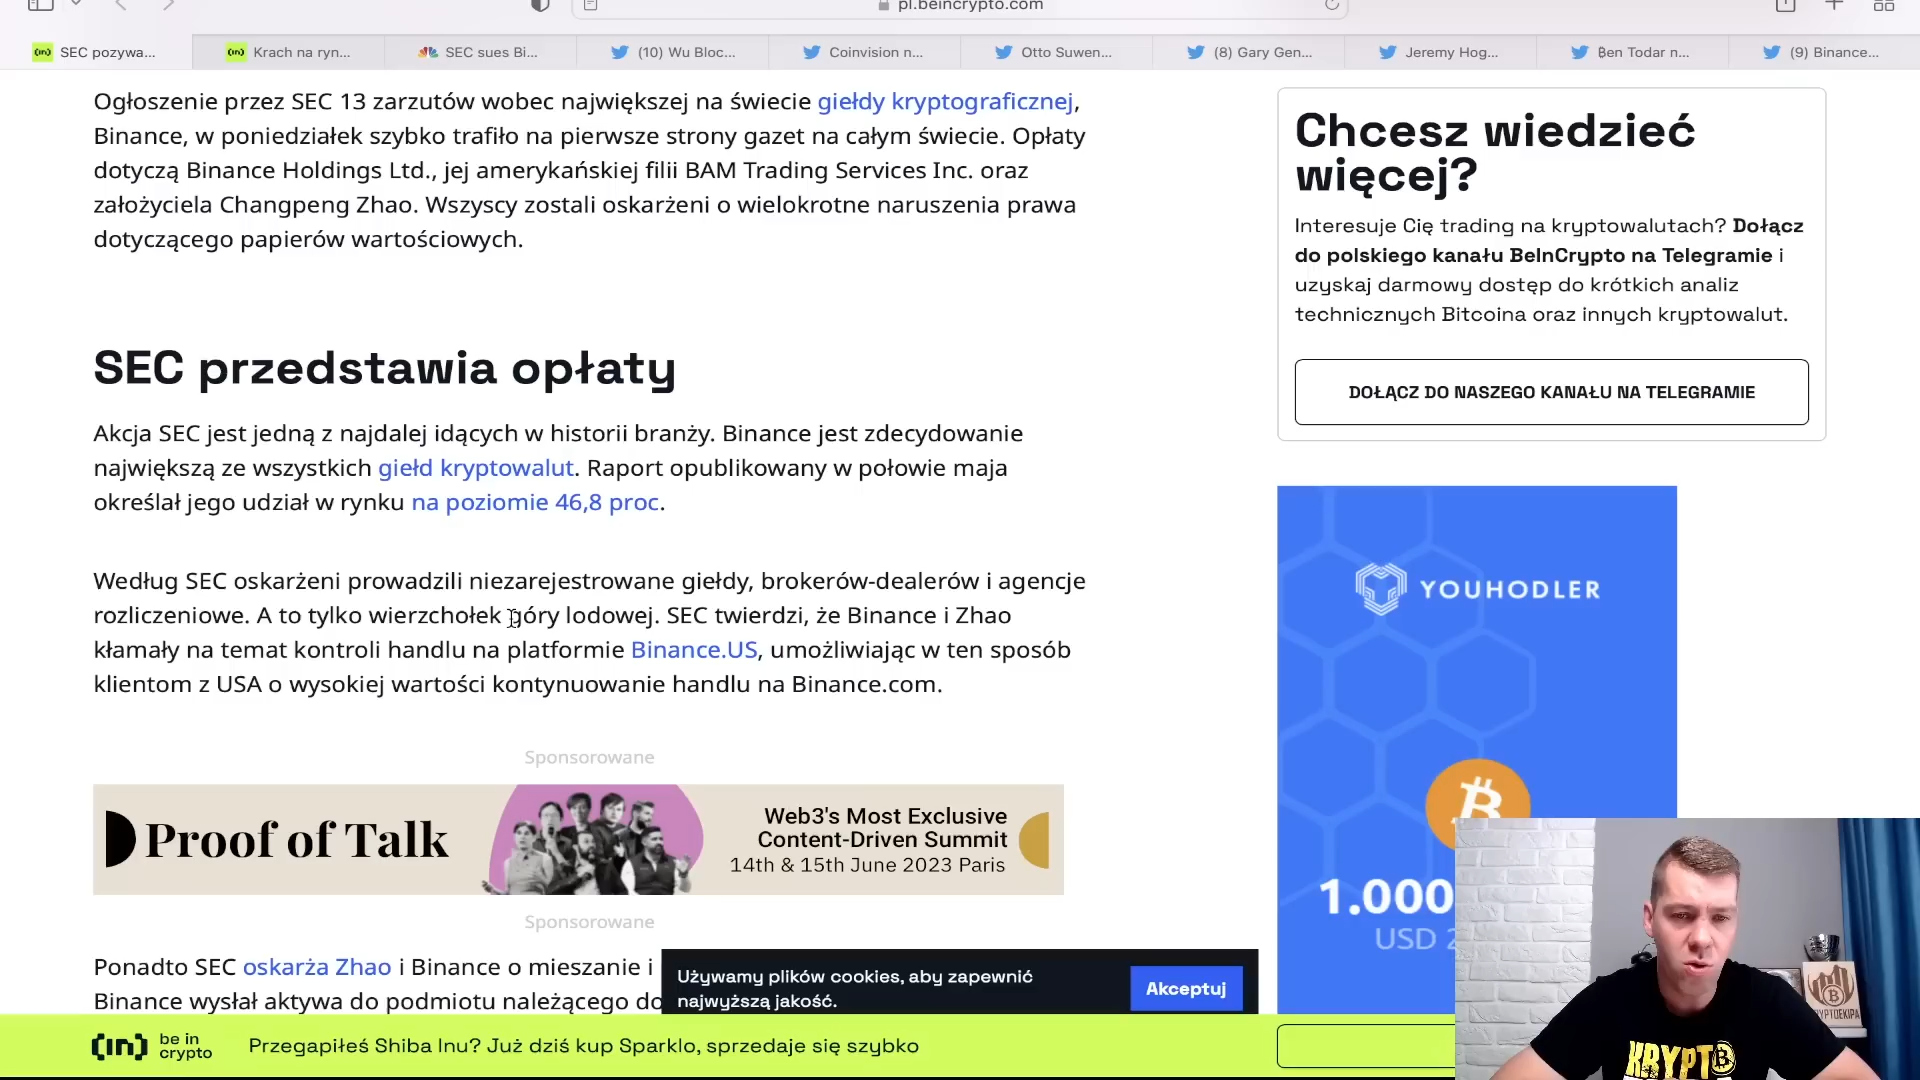 pl.beincrypto.com
SEC pozywa...
Krach na ryn...
SEC sues Bi...
(10) Wu Bloc...
Coinvision n...
Otto Suwen...
(8) Gary Gen...
Jeremy Hog...
Ben Todar n...
(9) Binance...
Ogłoszenie przez SEC 13 zarzutów wobec największej na świecie giełdy kryptograficznej,
Binance, w poniedziałek szybko trafiło na pierwsze strony gazet na całym świecie. Opłaty
dotyczą Binance Holdings Ltd., jej amerykańskiej filii BAM Trading Services Inc. oraz
założyciela Changpeng Zhao. Wszyscy zostali oskarżeni o wielokrotne naruszenia prawa
dotyczącego papierów wartościowych.
SEC przedstawia opłaty
Akcja SEC jest jedną z najdalej idących w historii branży. Binance jest zdecydowanie
największą ze wszystkich giełd kryptowalut. Raport opublikowany w połowie maja
określał jego udział w rynku na poziomie 46,8 proc.
Według SEC oskarżeni prowadzili niezarejestrowane giełdy, brokerów-dealerów i agencje
rozliczeniowe. A to tylko wierzchołek góry lodowej. SEC twierdzi, że Binance i Zhao
kłamały na temat kontroli handlu na platformie Binance.US, umożliwiając w ten sposób
klientom z USA o wysokiej wartości kontynuowanie handlu na Binance.com.
Sponsorowane
Proof of Talk
Web3's Most Exclusive
Content-Driven Summit
14th & 15th June 2023 Paris
Sponsorowane
Ponadto SEC oskarża Zhao i Binance o mieszanie i
Binance wysłał aktywa do podmiotu należącego do
Chcesz wiedzieć
więcej?
Interesuje Cię trading na kryptowalutach? Dołącz
do polskiego kanału BeInCrypto na Telegramie i
uzyskaj darmowy dostęp do krótkich analiz
technicznych Bitcoina oraz innych kryptowalut.
DOŁĄCZ DO NASZEGO KANAŁU NA TELEGRAMIE
YOUHODLER
1.000
USD
Używamy plików cookies, aby zapewnić
najwyższą jakość.
Akceptuj
(in)
be in
crypto
Przegapiłeś Shiba Inu? Już dziś kup Sparklo, sprzedaje się szybko
KRYPT